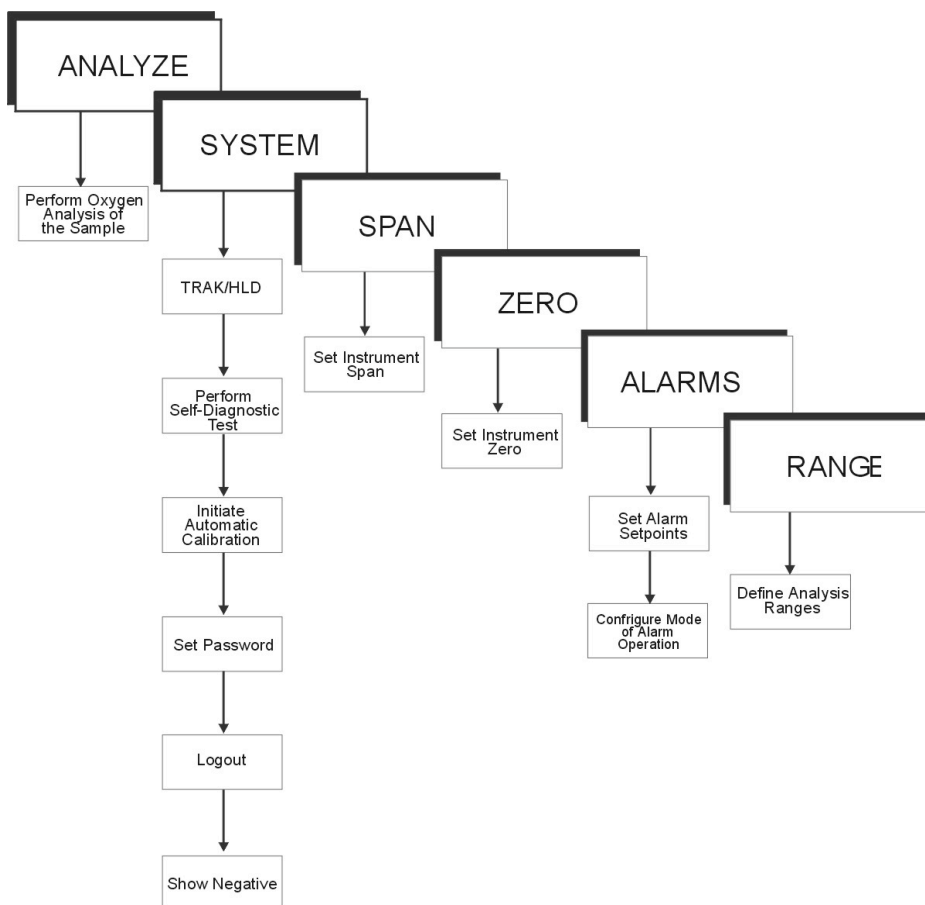 ANALYZE
Perform Oxygen
Analysis of
the Sample
SYSTEM
TRAK/HLD
Perform
Self-Diagnostic
Test
Initiate
Automatic
Calibration
Set Password
Logout
Show Negative
SPAN
Set Instrument
Span
ZERO
Set Instrument
Zero
ALARMS
Set Alarm
Setpoints
Confrigure Mode
of Alarm
Operation
RANGE
Define Analysis
Ranges